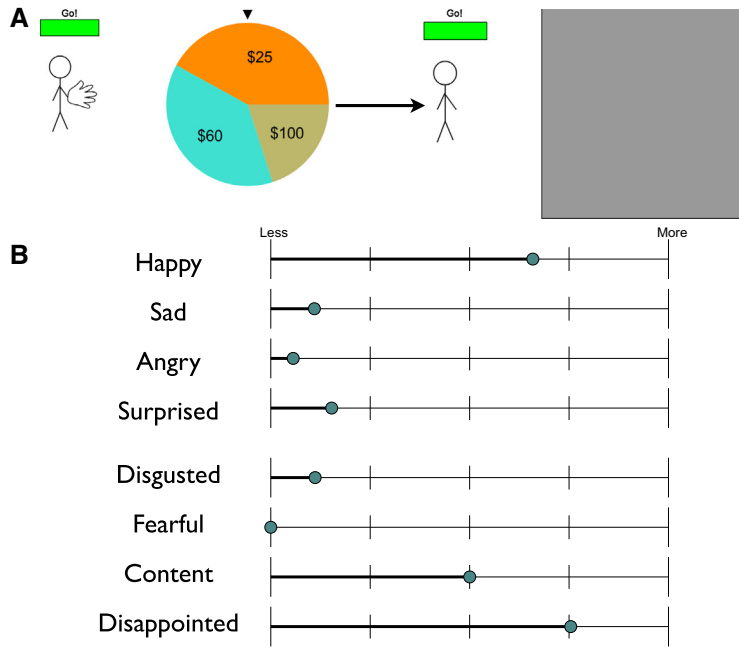 A
Go!
Go!
$25
$60
$100
B
Less
More
Happy
Sad
Angry
Surprised
Disgusted
Fearful
Content
Disappointed